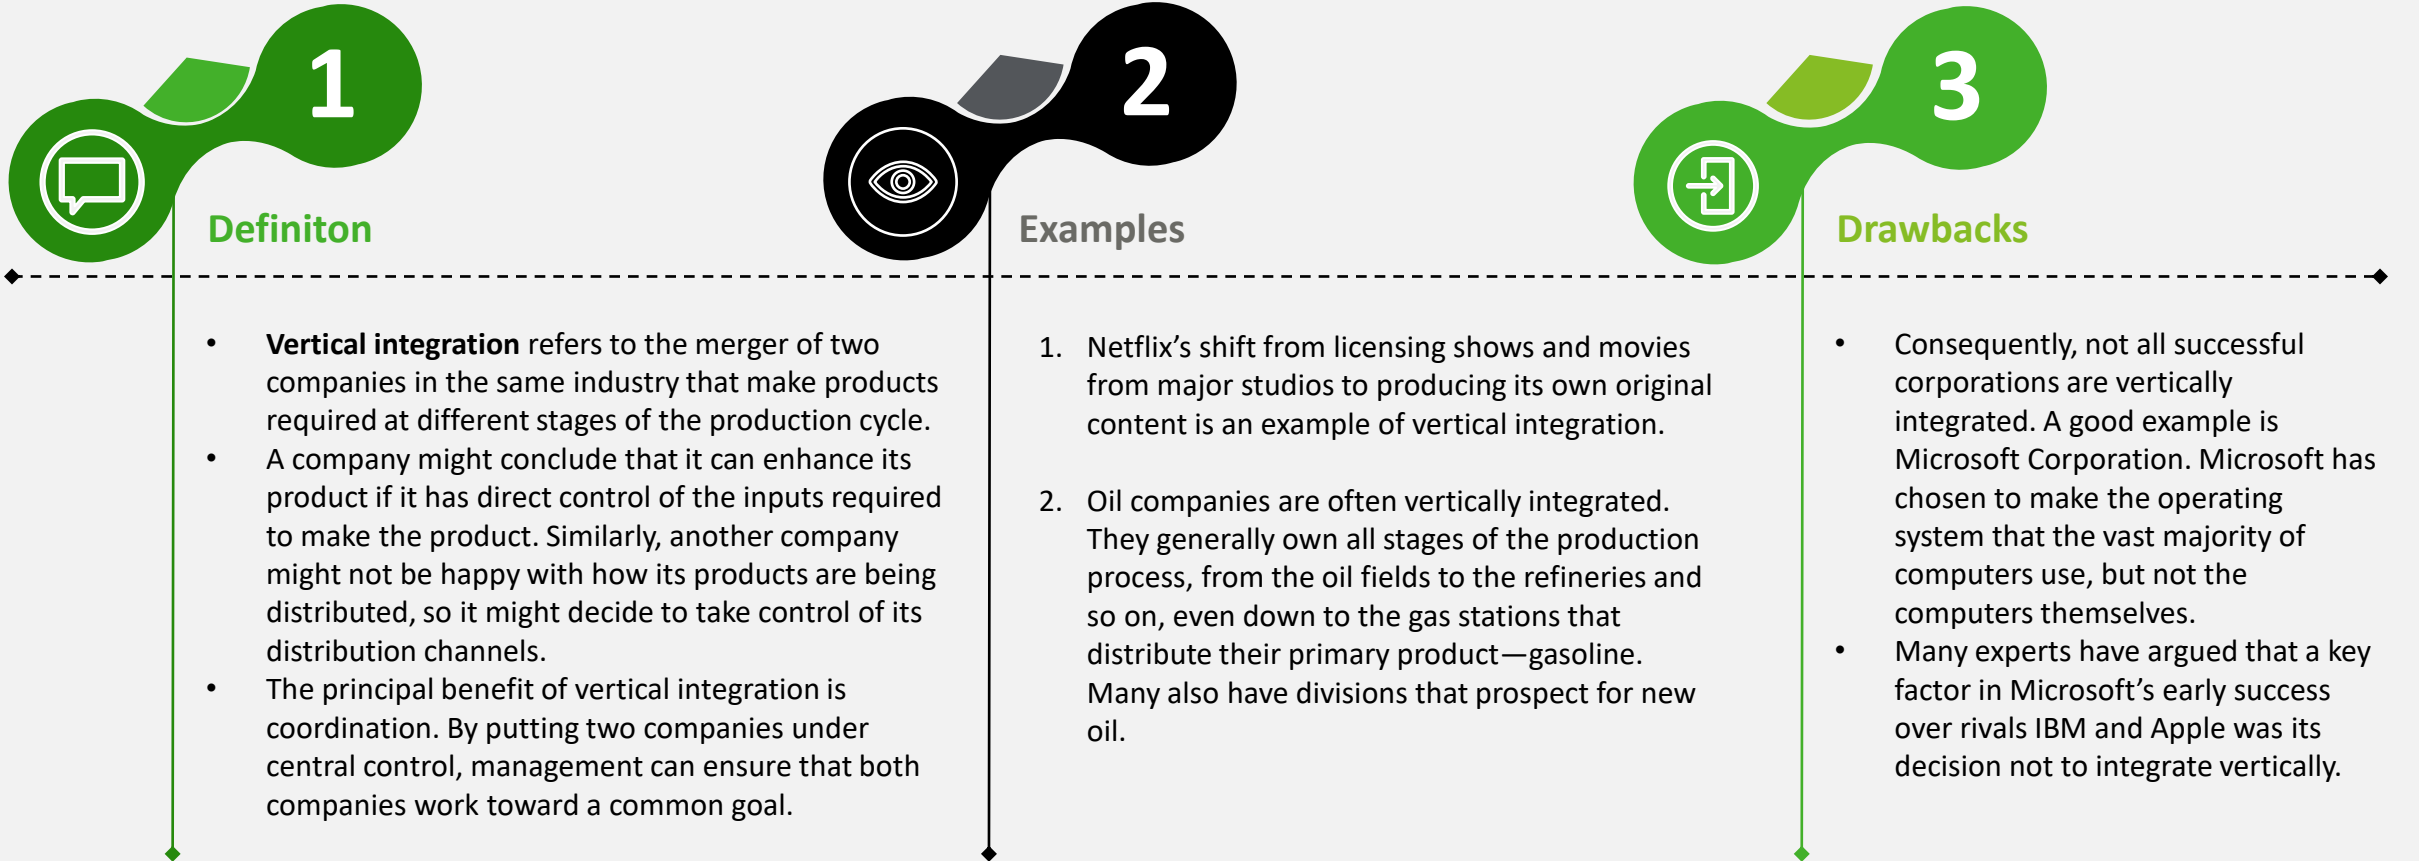 1
Definiton
• Vertical integration refers to the merger of two
companies in the same industry that make products
required at different stages of the production cycle.
• A company might conclude that it can enhance its
product if it has direct control of the inputs required
to make the product. Similarly, another company
might not be happy with how its products are being
distributed, so it might decide to take control of its
distribution channels.
• The principal benefit of vertical integration is
coordination. By putting two companies under
central control, management can ensure that both
companies work toward a common goal.
2
Examples
1. Netflix’s shift from licensing shows and movies
from major studios to producing its own original
content is an example of vertical integration.
2. Oil companies are often vertically integrated.
They generally own all stages of the production
process, from the oil fields to the refineries and
so on, even down to the gas stations that
distribute their primary product—gasoline.
Many also have divisions that prospect for new
oil.
3
Drawbacks
• Consequently, not all successful
corporations are vertically
integrated. A good example is
Microsoft Corporation. Microsoft has
chosen to make the operating
system that the vast majority of
computers use, but not the
computers themselves.
• Many experts have argued that a key
factor in Microsoft’s early success
over rivals IBM and Apple was its
decision not to integrate vertically.